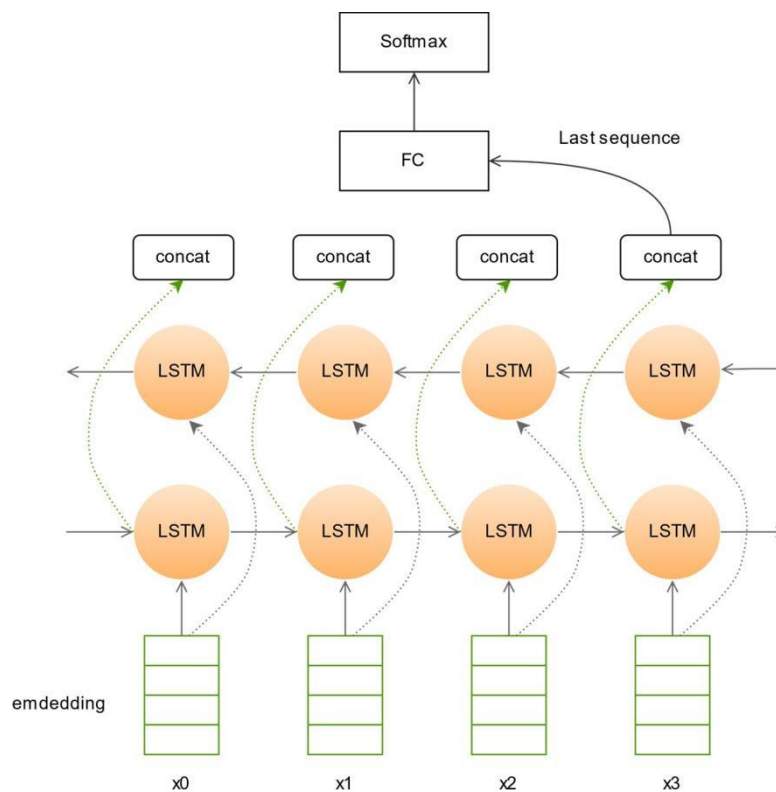 Softmax
Last sequence
FC
concat concat concat concat
LSTM LSTM LSTM LSTM
LSTM LSTM LSTM LSTM
emdedding
x0 x1 x2 x3